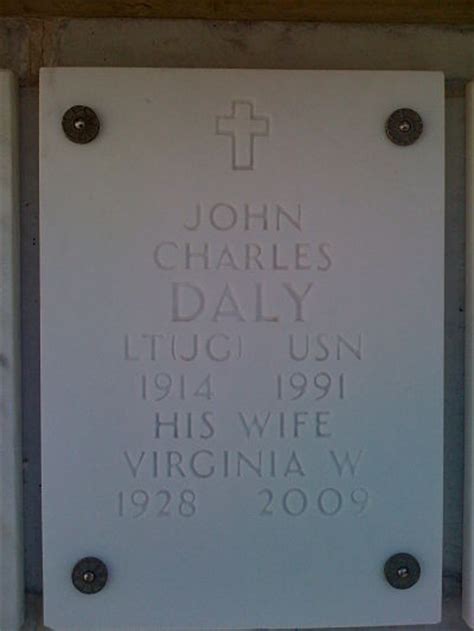 JOHN
CHARLES
DALY
LT(JG) USN
1914 1991
HIS WIFE
VIRGINIA W
1928 2009